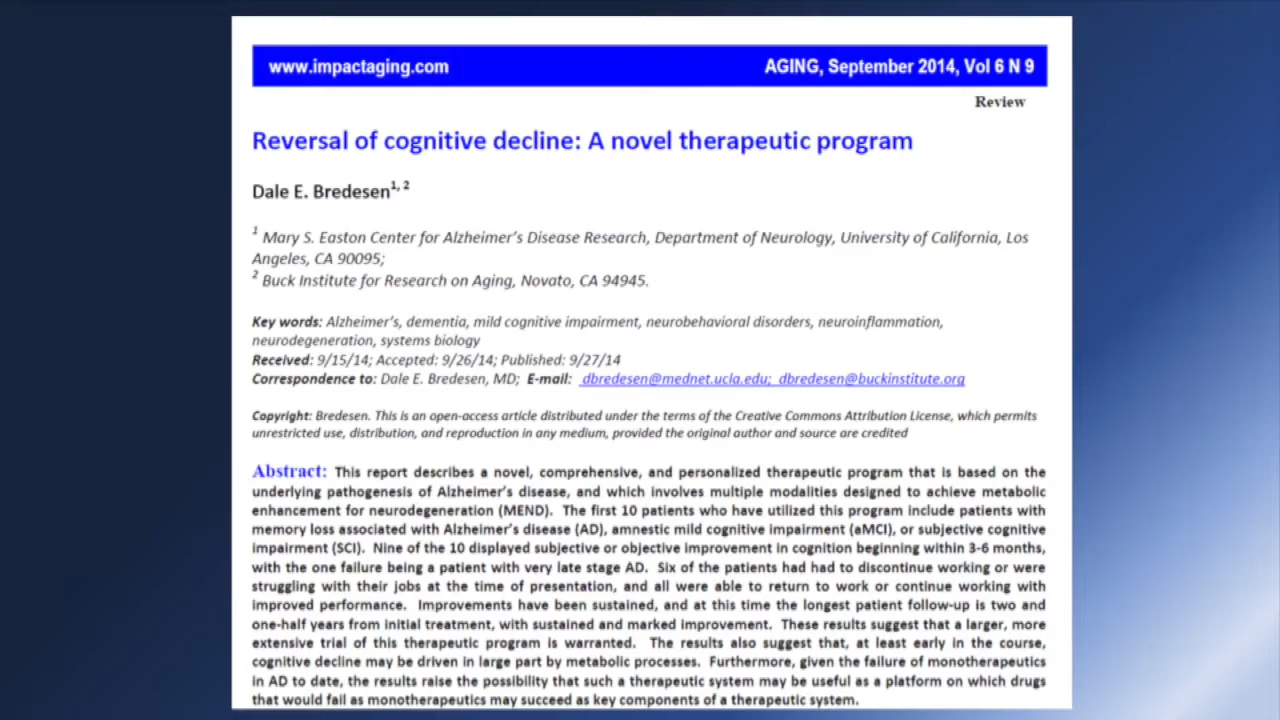 www.impactaging.com AGING, September 2014, Vol 6 N 9
Review
Reversal of cognitive decline: A novel therapeutic program
Dale E. Bredesen1, 2
1 Mary S. Easton Center for Alzheimer's Disease Research, Department of Neurology, University of California, Los
Angeles, CA 90095;
2 Buck Institute for Research on Aging, Novato, CA 94945.
Key words: Alzheimer's, dementia, mild cognitive impairment, neurobehavioral disorders, neuroinflammation,
neurodegeneration, systems biology
Received: 9/15/14; Accepted: 9/26/14; Published: 9/27/14
Correspondence to: Dale E. Bredesen, MD; E-mail: dbredesen@mednet.ucla.edu; dbredesen@buckinstitute.org
Copyright: Bredesen. This is an open-access article distributed under the terms of the Creative Commons Attribution License, which permits
unrestricted use, distribution, and reproduction in any medium, provided the original author and source are credited
Abstract: This report describes a novel, comprehensive, and personalized therapeutic program that is based on the
underlying pathogenesis of Alzheimer's disease, and which involves multiple modalities designed to achieve metabolic
enhancement for neurodegeneration (MEND). The first 10 patients who have utilized this program include patients with
memory loss associated with Alzheimer's disease (AD), amnestic mild cognitive impairment (aMCI), or subjective cognitive
impairment (SCI). Nine of the 10 displayed subjective or objective improvement in cognition beginning within 3-6 months,
with the one failure being a patient with very late stage AD. Six of the patients had had to discontinue working or were
struggling with their jobs at the time of presentation, and all were able to return to work or continue working with
improved performance. Improvements have been sustained, and at this time the longest patient follow-up is two and
one-half years from initial treatment, with sustained and marked improvement. These results suggest that a larger, more
extensive trial of this therapeutic program is warranted. The results also suggest that, at least early in the course,
cognitive decline may be driven in large part by metabolic processes. Furthermore, given the failure of monotherapeutics
in AD to date, the results raise the possibility that such a therapeutic system may be useful as a platform on which drugs
that would fail as monotherapeutics may succeed as key components of a therapeutic system.